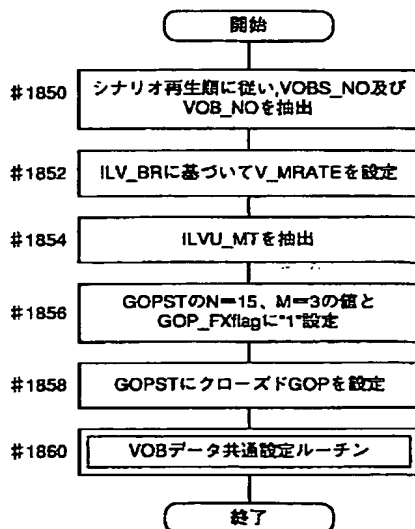 開始
#1850
シナリオ再生順に従い,VOBS_NO及び
VOB_NOを抽出
#1852
ILV_BRに基づいてV_MRATEを設定
#1854
ILVU_MTを抽出
#1856
GOPSTのN=15、M=3の値と
GOP_FXflagに"1"設定
#1858
GOPSTにクローズドGOPを設定
#1860
VOBデータ共通設定ルーチン
終了